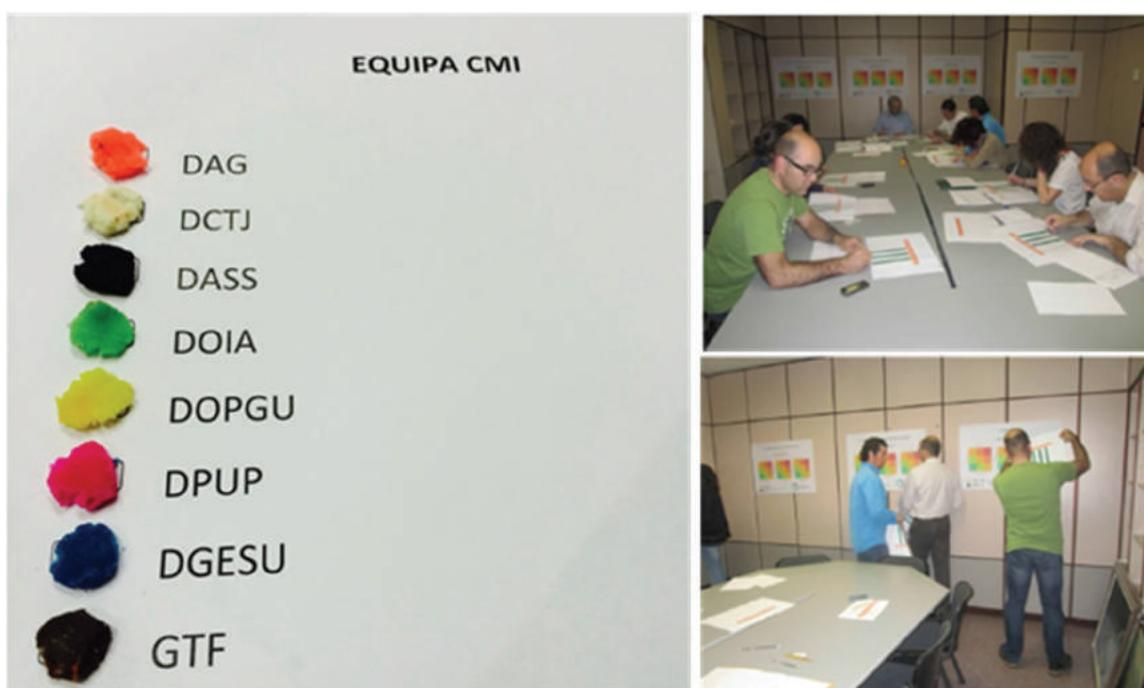 EQUIPA CMI
DAG
DCTJ
DASS
DOIA
DOPGU
DPUP
DGESU
GTF